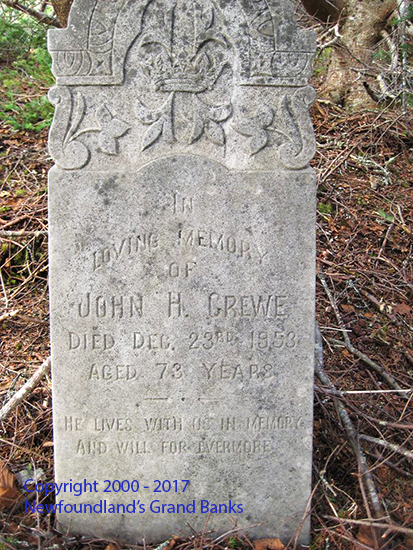 IN
LOVING MEMORY
OF
JOHN H. CREWE
DIED DEC. 23RD 1953
AGED 73 YEARS
HE LIVES WITH US IN MEMORY
AND WILL FOR EVERMORE
Copyright 2000 - 2017
Newfoundland's Grand Banks